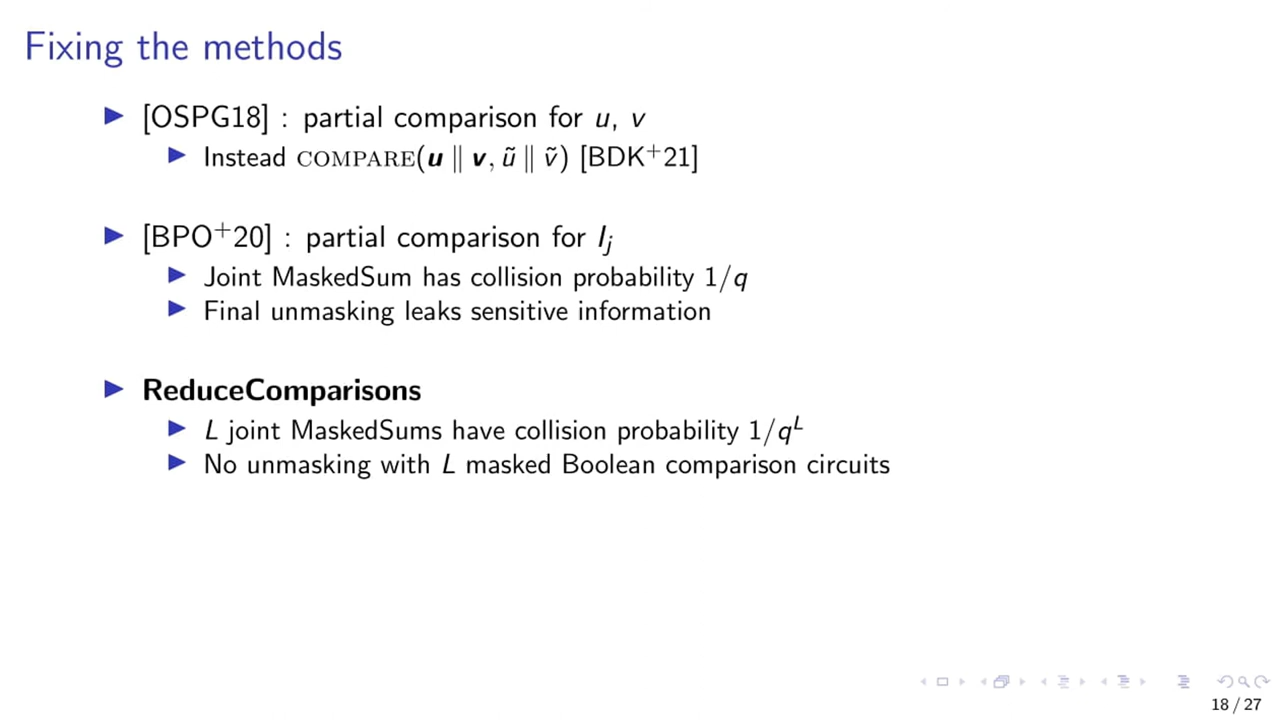 Fixing the methods
▶ [OSPG18] : partial comparison for u, v
▶ Instead COMPARE(u ∥ v, ũ ∥ ṽ) [BDK⁺21]
▶ [BPO⁺20] : partial comparison for Iⱼ
▶ Joint MaskedSum has collision probability 1/q
▶ Final unmasking leaks sensitive information
▶ ReduceComparisons
▶ L joint MaskedSums have collision probability 1/qᴸ
▶ No unmasking with L masked Boolean comparison circuits
18 / 27